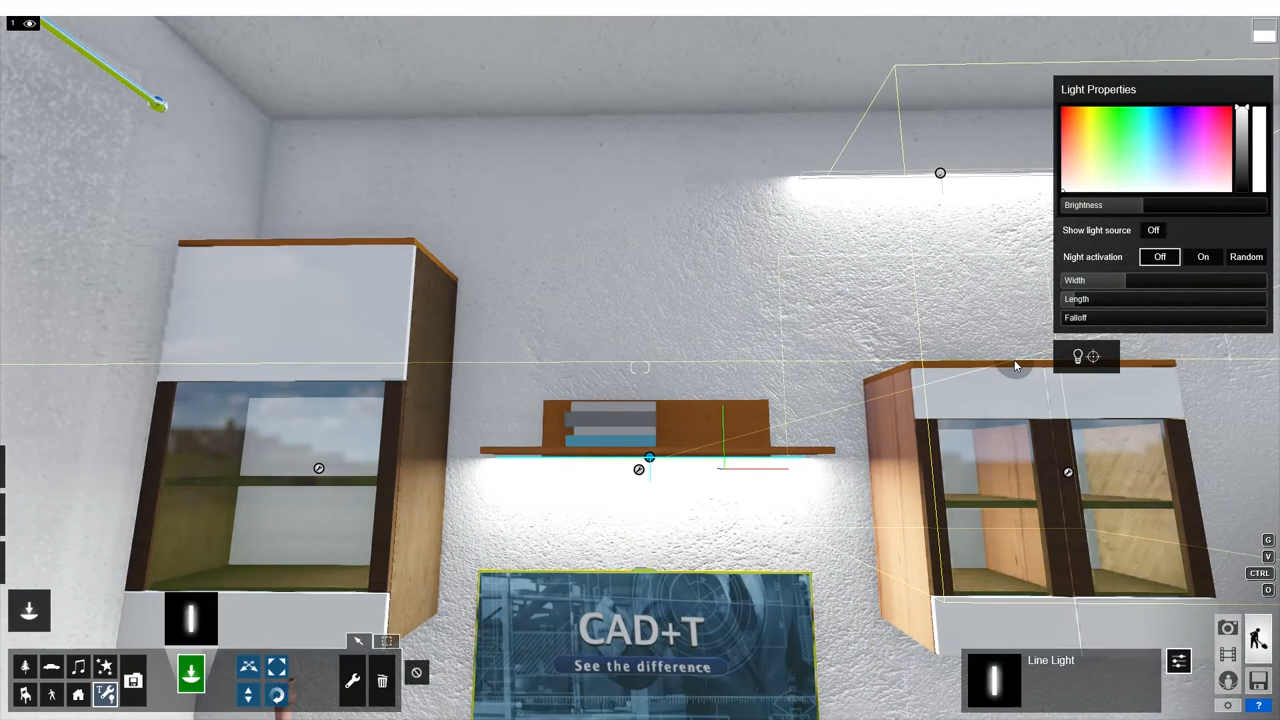 1
Light Properties
Brightness
Show light source Off
Night activation Off On Random
Width
Length
Falloff
G
V
CTRL
O
CAD+T
See the difference
Line Light
?